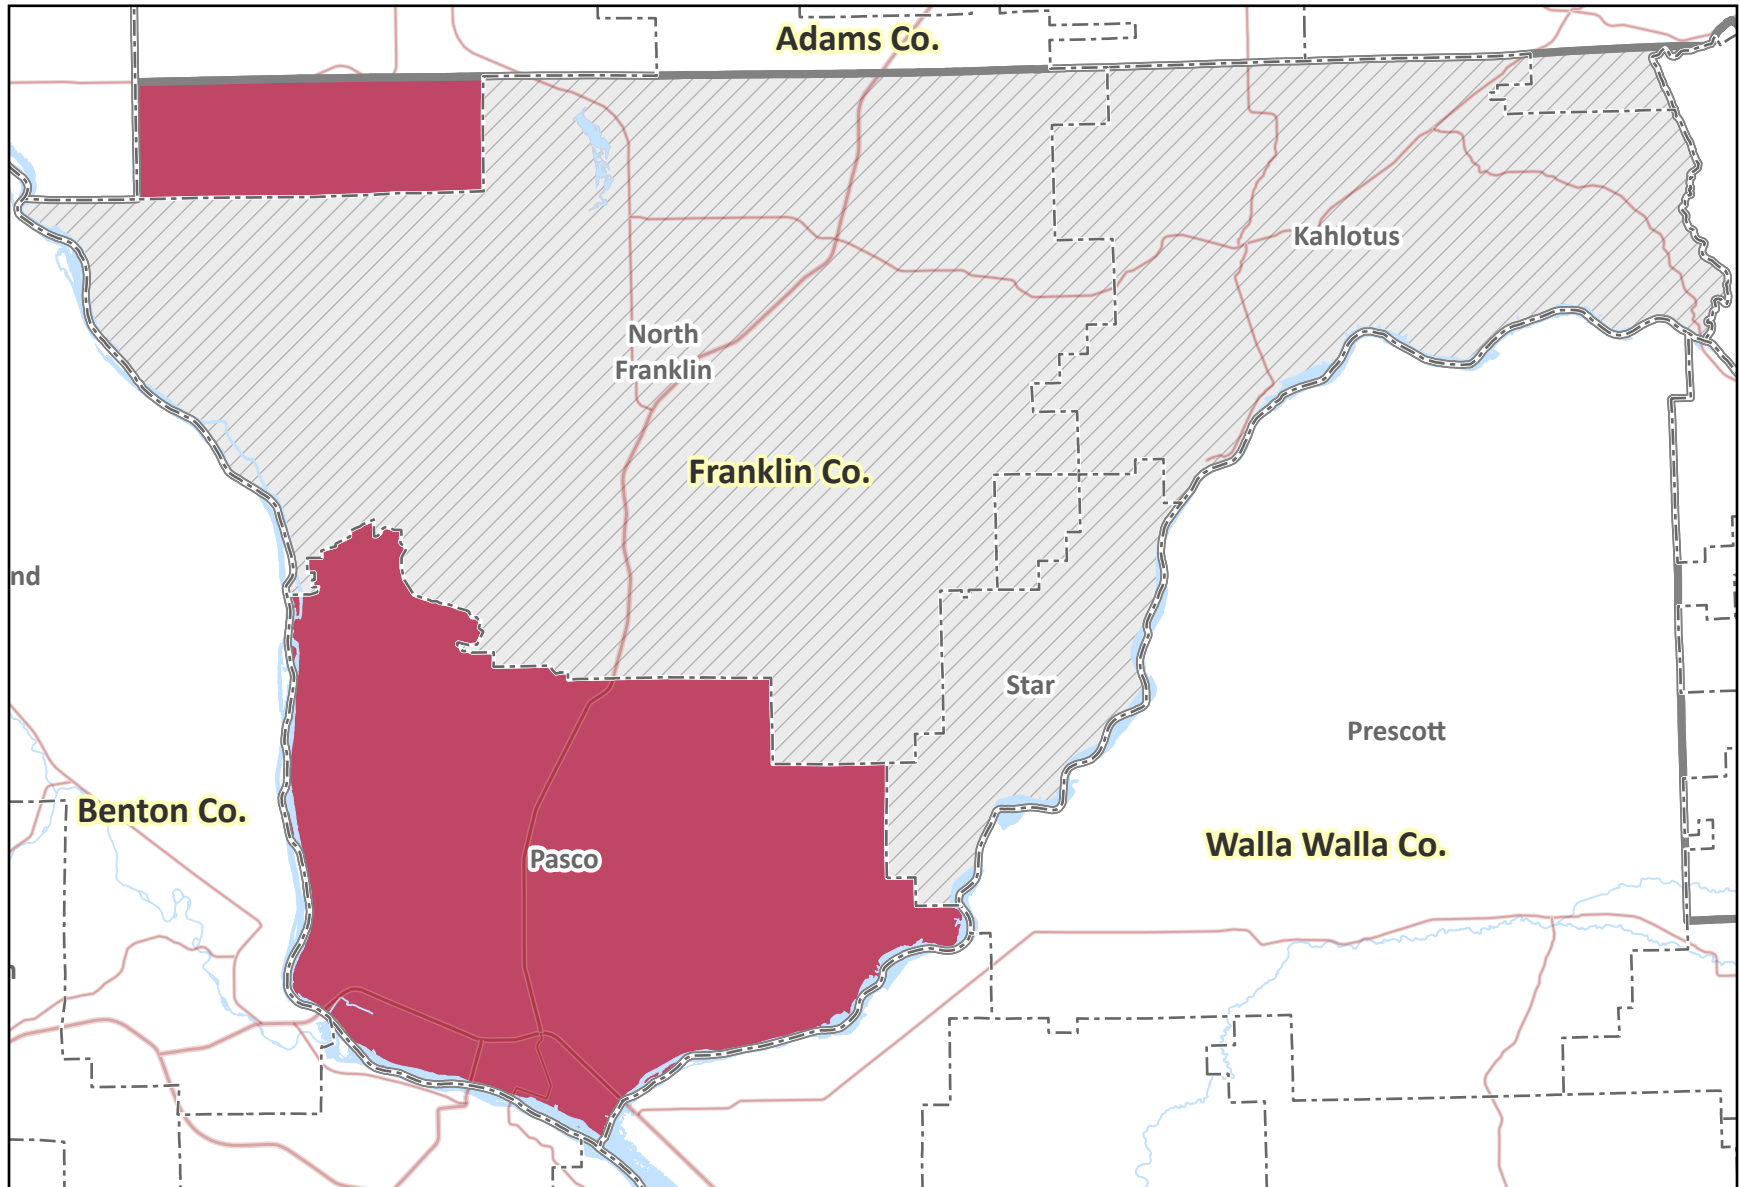 Adams Co.
Kahlotus
North
Franklin
Franklin Co.
nd
Star
Prescott
Benton Co.
Walla Walla Co.
Pasco